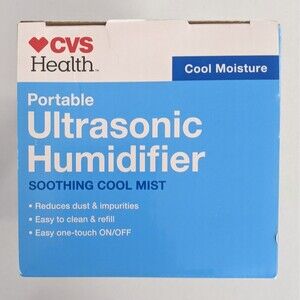 CVS
Health™
Cool Moisture
Portable
Ultrasonic
Humidifier
SOOTHING COOL MIST
• Reduces dust & impurities
• Easy to clean & refill
• Easy one-touch ON/OFF